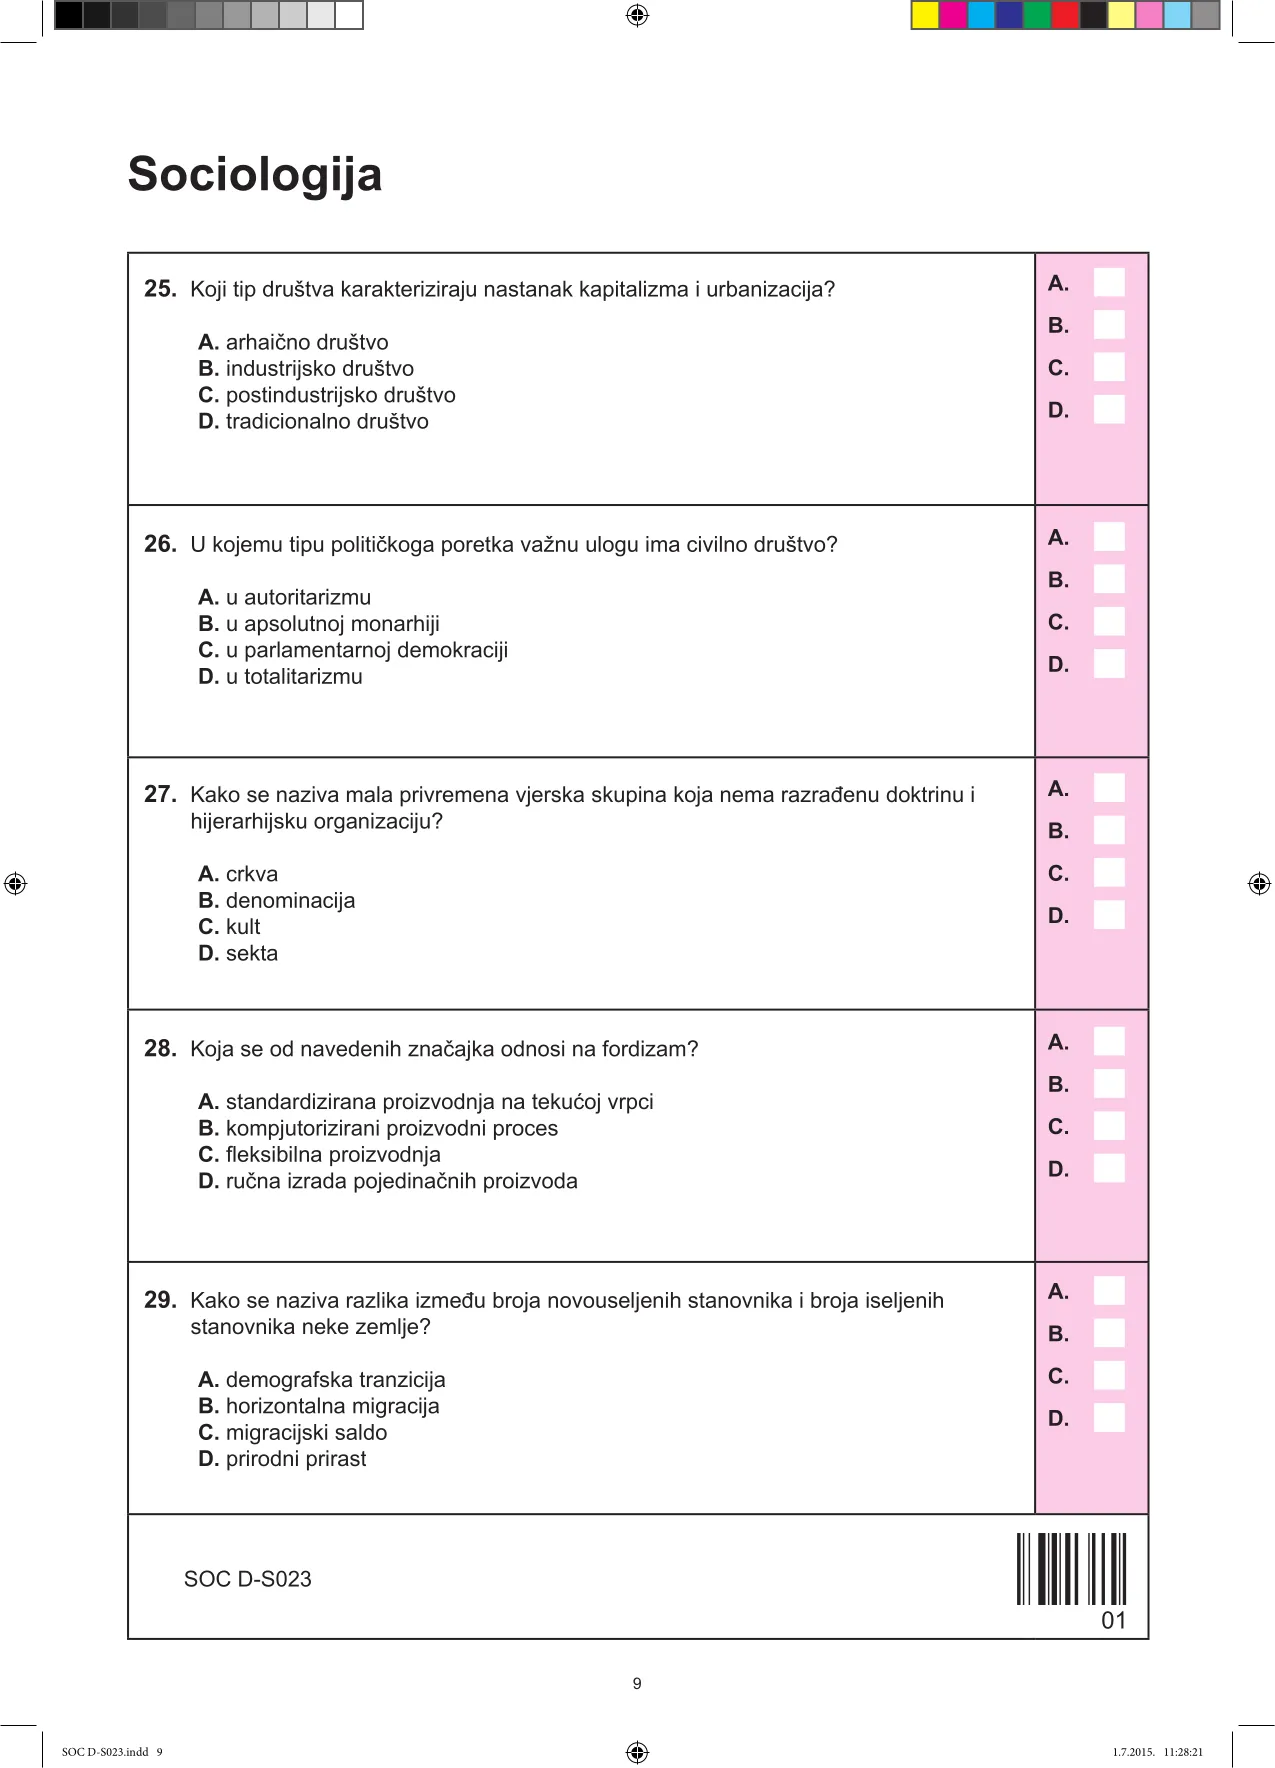 Sociologija
25. Koji tip društva karakteriziraju nastanak kapitalizma i urbanizacija?
A. arhaično društvo
B. industrijsko društvo
C. postindustrijsko društvo
D. tradicionalno društvo
A.
B.
C.
D.
26. U kojemu tipu političkoga poretka važnu ulogu ima civilno društvo?
A. u autoritarizmu
B. u apsolutnoj monarhiji
C. u parlamentarnoj demokraciji
D. u totalitarizmu
A.
B.
C.
D.
27. Kako se naziva mala privremena vjerska skupina koja nema razrađenu doktrinu i
hijerarhijsku organizaciju?
A. crkva
B. denominacija
C. kult
D. sekta
A.
B.
C.
D.
28. Koja se od navedenih značajka odnosi na fordizam?
A. standardizirana proizvodnja na tekućoj vrpci
B. kompjutorizirani proizvodni proces
C. fleksibilna proizvodnja
D. ručna izrada pojedinačnih proizvoda
A.
B.
C.
D.
29. Kako se naziva razlika između broja novouseljenih stanovnika i broja iseljenih
stanovnika neke zemlje?
A. demografska tranzicija
B. horizontalna migracija
C. migracijski saldo
D. prirodni prirast
A.
B.
C.
D.
SOC D-S023
01
9
SOC D-S023.indd 9
1.7.2015. 11:28:21